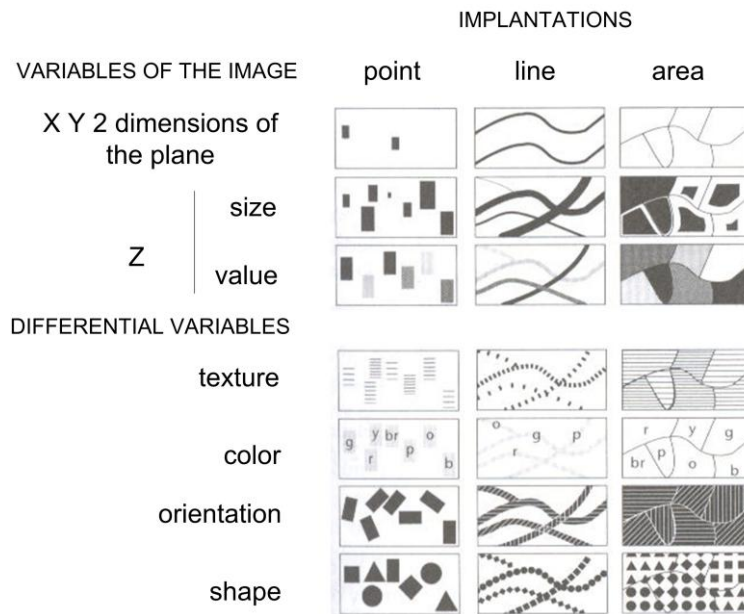 IMPLANTATIONS
VARIABLES OF THE IMAGE point line area
X Y 2 dimensions of
the plane
size
Z
value
DIFFERENTIAL VARIABLES
texture
color
g r y br p o b
o r g p
r y g br p o b
orientation
shape